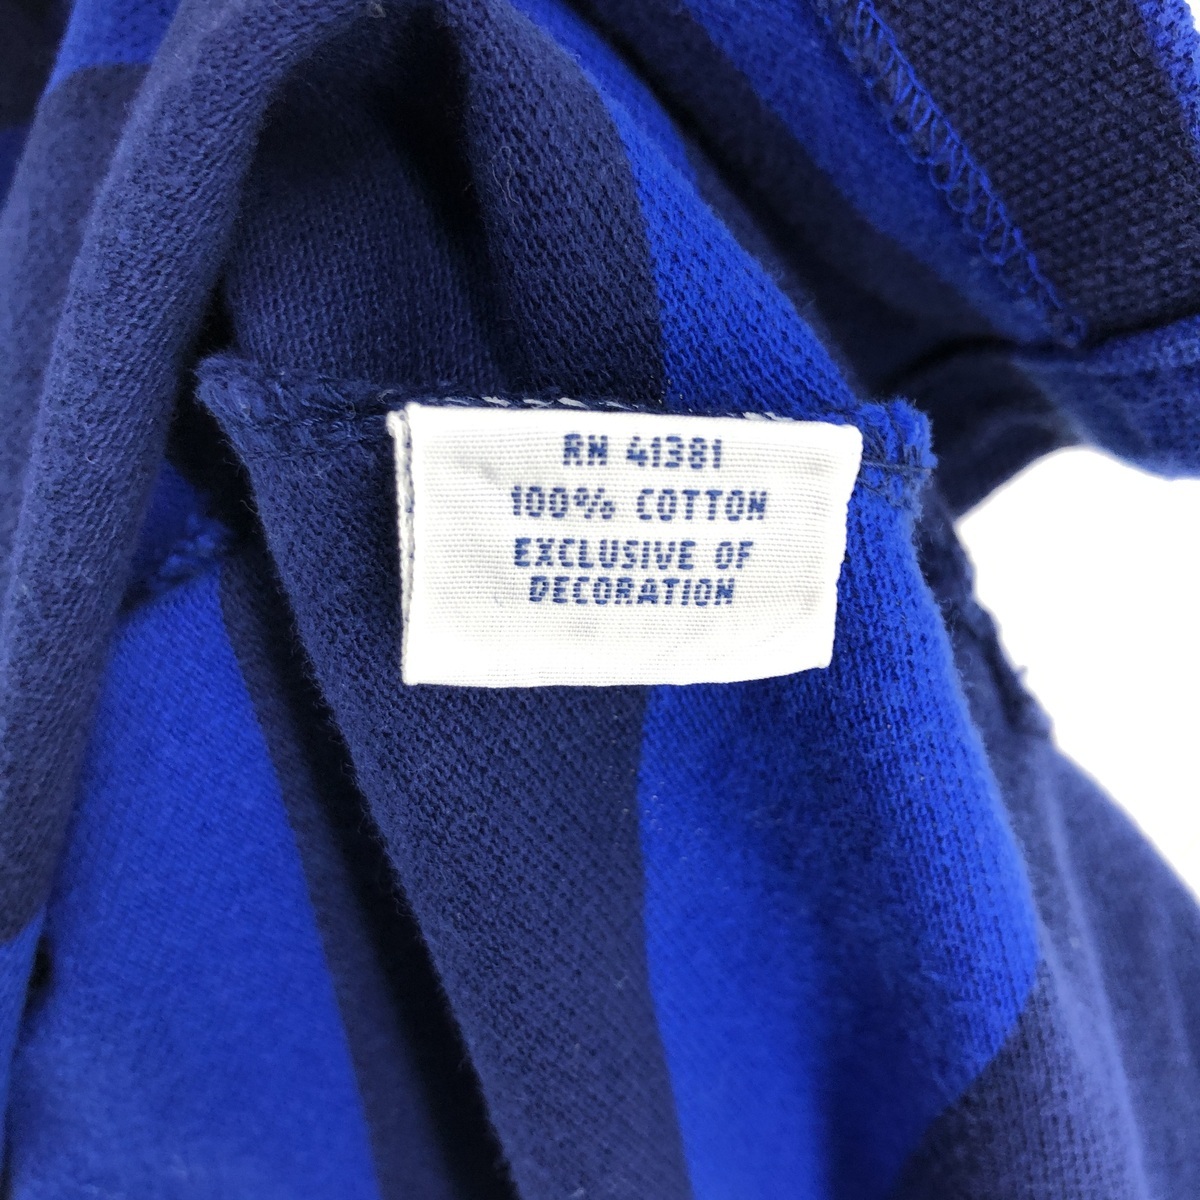 RN 41381
100% COTTON
EXCLUSIVE OF
DECORATION